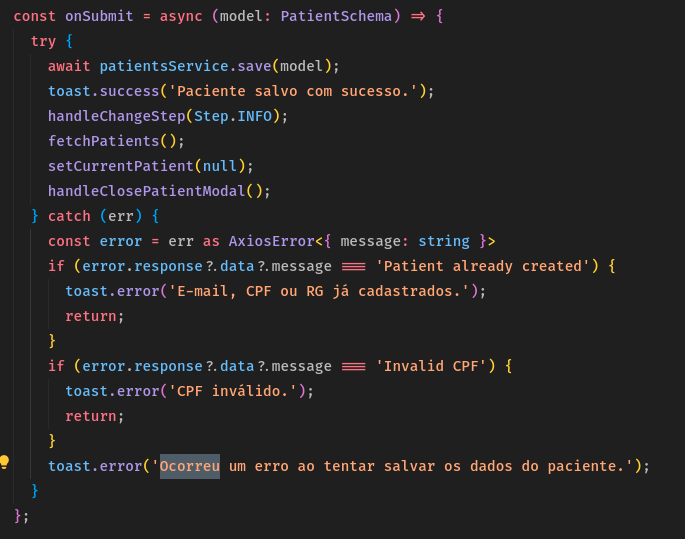 const onSubmit = async (model: PatientSchema) => {
try {
await patientsService.save(model);
toast.success('Paciente salvo com sucesso.');
handleChangeStep(Step.INFO);
fetchPatients();
setCurrentPatient(null);
handleClosePatientModal();
} catch (err) {
const error = err as AxiosError<{ message: string }>
if (error.response?.data?.message === 'Patient already created') {
toast.error('E-mail, CPF ou RG já cadastrados.');
return;
}
if (error.response?.data?.message === 'Invalid CPF') {
toast.error('CPF inválido.');
return;
}
toast.error('Ocorreu um erro ao tentar salvar os dados do paciente.');
}
};